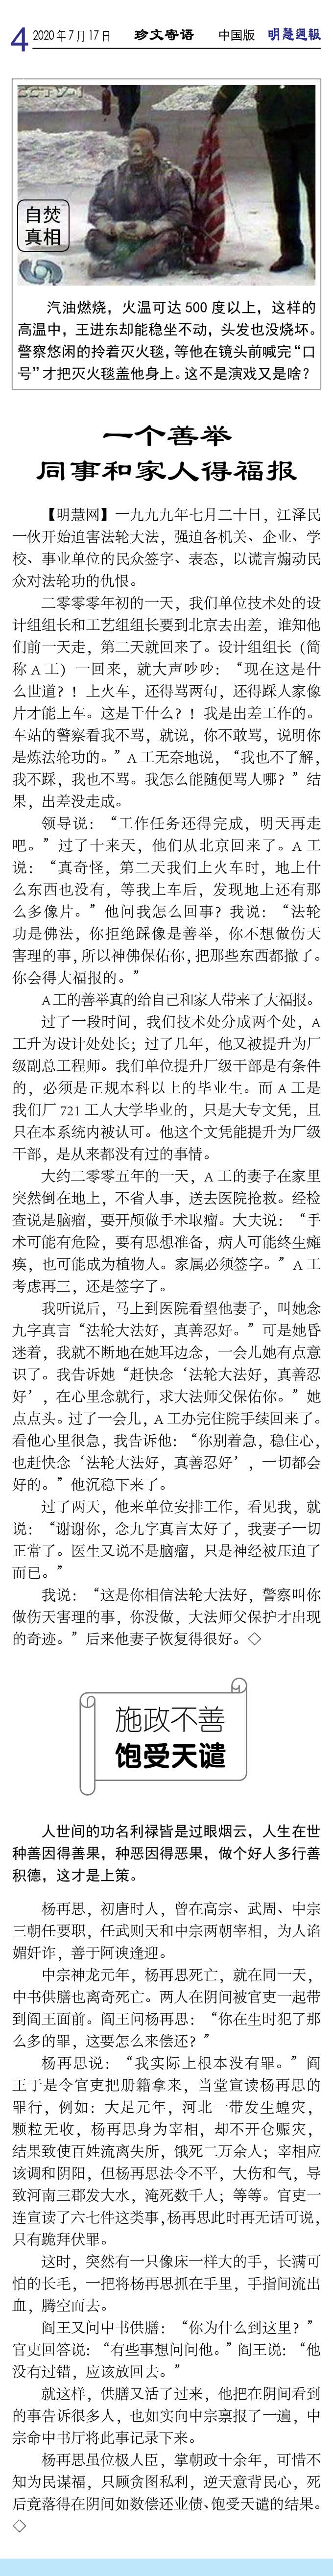 4 2020年7月17日 珍文寄语 中国版 明慧週报
CCTV
自焚
真相
汽油燃烧，火温可达 500 度以上，这样的
高温中，王进东却能稳坐不动，头发也没烧坏。
警察悠闲的拎着灭火毯，等他在镜头前喊完“口
号”才把灭火毯盖他身上。这不是演戏又是啥？
一个善举
同事和家人得福报
【明慧网】一九九九年七月二十日，江泽民
一伙开始迫害法轮大法，强迫各机关、企业、学
校、事业单位的民众签字、表态，以谎言煽动民
众对法轮功的仇恨。
二零零零年初的一天，我们单位技术处的设
计组组长和工艺组组长要到北京去出差，谁知他
们前一天走，第二天就回来了。设计组组长（简
称 A 工）一回来，就大声吵吵：“现在这是什
么世道？！上火车，还得骂两句，还得踩人家像
片才能上车。这是干什么？！我是出差工作的。
车站的警察看我不骂，就说，你不敢骂，说明你
是炼法轮功的。”A 工无奈地说，“我也不了解，
我不踩，我也不骂。我怎么能随便骂人哪？”结
果，出差没走成。
领导说：“工作任务还得完成，明天再走
吧。”过了十来天，他们从北京回来了。A 工
说：“真奇怪，第二天我们上火车时，地上什
么东西也没有，等我上车后，发现地上还有那
么多像片。”他问我怎么回事？我说：“法轮
功是佛法，你拒绝踩像是善举，你不想做伤天
害理的事，所以神佛保佑你，把那些东西都撤了。
你会得大福报的。”
A工的善举真的给自己和家人带来了大福报。
过了一段时间，我们技术处分成两个处，A
工升为设计处处长；过了几年，他又被提升为厂
级副总工程师。我们单位提升厂级干部是有条件
的，必须是正规本科以上的毕业生。而 A 工是
我们厂 721 工人大学毕业的，只是大专文凭，且
只在本系统内被认可。他这个文凭能提升为厂级
干部，是从来都没有过的事情。
大约二零零五年的一天，A 工的妻子在家里
突然倒在地上，不省人事，送去医院抢救。经检
查说是脑瘤，要开颅做手术取瘤。大夫说：“手
术可能有危险，要有思想准备，病人可能终生瘫
痪，也可能成为植物人。家属必须签字。”A 工
考虑再三，还是签字了。
我听说后，马上到医院看望他妻子，叫她念
九字真言“法轮大法好，真善忍好。”可是她昏
迷着，我就不断地在她耳边念，一会儿她有点意
识了。我告诉她“赶快念‘法轮大法好，真善忍
好’，在心里念就行，求大法师父保佑你。”她
点点头。过了一会儿，A 工办完住院手续回来了。
看他心里很急，我告诉他：“你别着急，稳住心，
也赶快念‘法轮大法好，真善忍好’，一切都会
好的。”他沉稳下来了。
过了两天，他来单位安排工作，看见我，就
说：“谢谢你，念九字真言太好了，我妻子一切
正常了。医生又说不是脑瘤，只是神经被压迫了
而已。”
我说：“这是你相信法轮大法好，警察叫你
做伤天害理的事，你没做，大法师父保护才出现
的奇迹。”后来他妻子恢复得很好。◇
施政不善
饱受天谴
人世间的功名利禄皆是过眼烟云，人生在世
种善因得善果，种恶因得恶果，做个好人多行善
积德，这才是上策。
杨再思，初唐时人，曾在高宗、武周、中宗
三朝任要职，任武则天和中宗两朝宰相，为人谄
媚奸诈，善于阿谀逢迎。
中宗神龙元年，杨再思死亡，就在同一天，
中书供膳也离奇死亡。两人在阴间被官吏一起带
到阎王面前。阎王问杨再思：“你在生时犯了那
么多的罪，这要怎么来偿还？”
杨再思说：“我实际上根本没有罪。”阎
王于是令官吏把册籍拿来，当堂宣读杨再思的
罪行，例如：大足元年，河北一带发生蝗灾，
颗粒无收，杨再思身为宰相，却不开仓赈灾，
结果致使百姓流离失所，饿死二万余人；宰相应
该调和阴阳，但杨再思法令不平，大伤和气，导
致河南三郡发大水，淹死数千人；等等。官吏一
连宣读了六七件这类事，杨再思此时再无话可说，
只有跪拜伏罪。
这时，突然有一只像床一样大的手，长满可
怕的长毛，一把将杨再思抓在手里，手指间流出
血，腾空而去。
阎王又问中书供膳：“你为什么到这里？”
官吏回答说：“有些事想问问他。”阎王说：“他
没有过错，应该放回去。”
就这样，供膳又活了过来，他把在阴间看到
的事告诉很多人，也如实向中宗禀报了一遍，中
宗命中书厅将此事记录下来。
杨再思虽位极人臣，掌朝政十余年，可惜不
知为民谋福，只顾贪图私利，逆天意背民心，死
后竟落得在阴间如数偿还业债、饱受天谴的结果。
◇